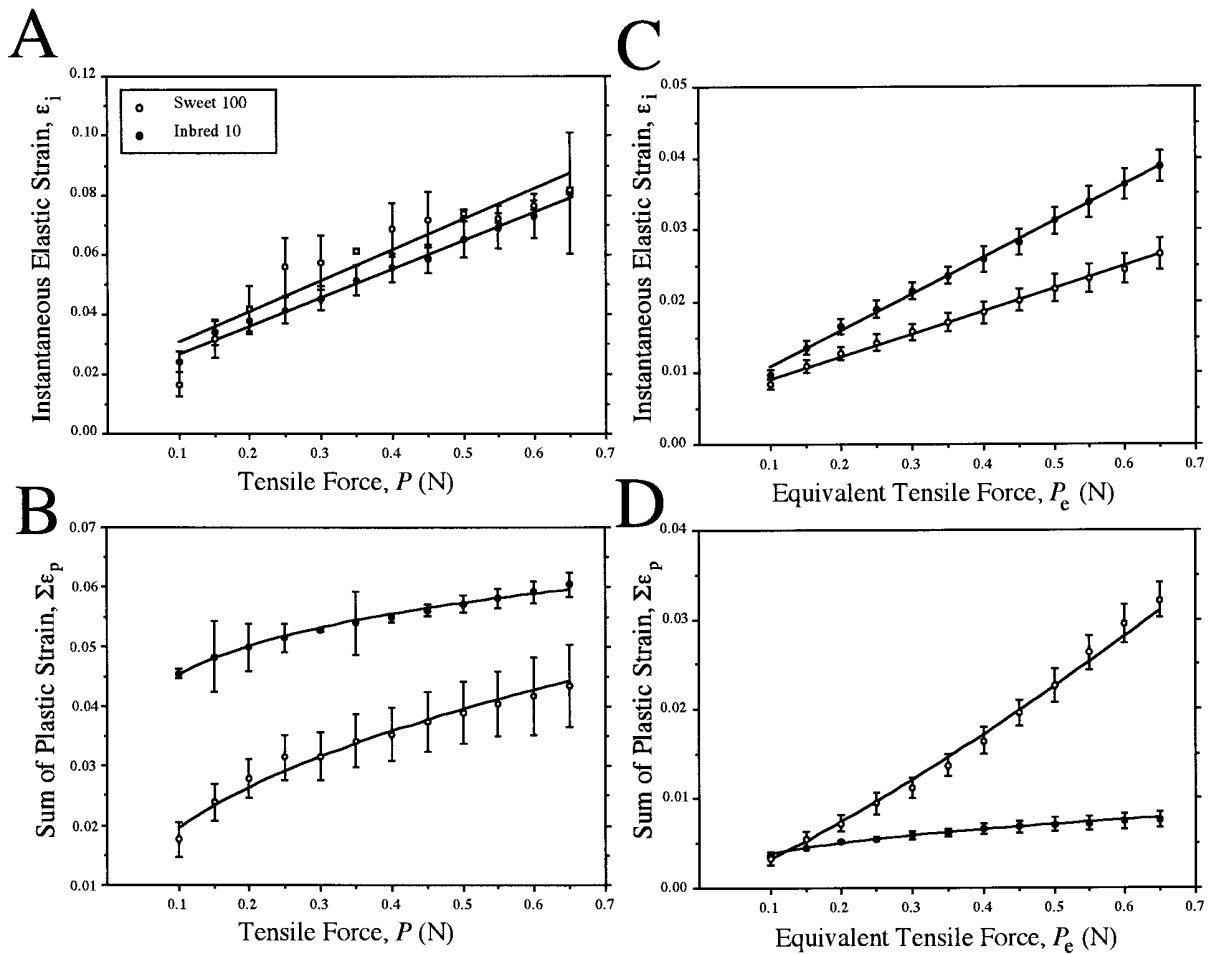 A
Instantaneous Elastic Strain, εi
0.12
0.10
0.08
0.06
0.04
0.02
0.00
Sweet 100
Inbred 10
0.1 0.2 0.3 0.4 0.5 0.6 0.7
Tensile Force, P (N)
C
Instantaneous Elastic Strain, εi
0.05
0.04
0.03
0.02
0.01
0.00
0.1 0.2 0.3 0.4 0.5 0.6 0.7
Equivalent Tensile Force, Pe (N)
B
Sum of Plastic Strain, Σεp
0.07
0.06
0.05
0.04
0.03
0.02
0.01
0.1 0.2 0.3 0.4 0.5 0.6 0.7
Tensile Force, P (N)
D
Sum of Plastic Strain, Σεp
0.04
0.03
0.02
0.01
0.00
0.1 0.2 0.3 0.4 0.5 0.6 0.7
Equivalent Tensile Force, Pe (N)